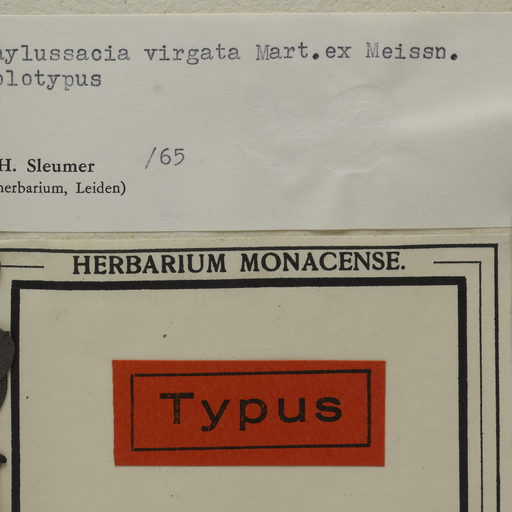 aylussacia virgata Mart.ex Meissn.
olotypus
H. Sleumer /65
herbarium, Leiden)
HERBARIUM MONACENSE.
Typus